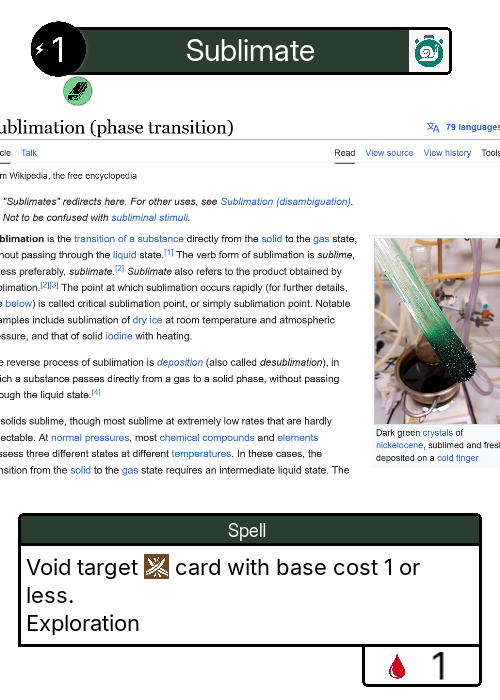 1 Sublimate
ublimation (phase transition)
79 languages
cle Talk Read View source View history Tools
m Wikipedia, the free encyclopedia
"Sublimates" redirects here. For other uses, see Sublimation (disambiguation).
Not to be confused with subliminal stimuli.
blimation is the transition of a substance directly from the solid to the gas state,
hout passing through the liquid state.[1] The verb form of sublimation is sublime,
ess preferably, sublimate.[2] Sublimate also refers to the product obtained by
blimation.[2][3] The point at which sublimation occurs rapidly (for further details,
e below) is called critical sublimation point, or simply sublimation point. Notable
amples include sublimation of dry ice at room temperature and atmospheric
essure, and that of solid iodine with heating.
e reverse process of sublimation is deposition (also called desublimation), in
ich a substance passes directly from a gas to a solid phase, without passing
ough the liquid state.[4]
solids sublime, though most sublime at extremely low rates that are hardly
ectable. At normal pressures, most chemical compounds and elements
ssess three different states at different temperatures. In these cases, the
nsition from the solid to the gas state requires an intermediate liquid state. The
Dark green crystals of
nickelocene, sublimed and fresh
deposited on a cold finger
Spell
Void target card with base cost 1 or
less.
Exploration
1